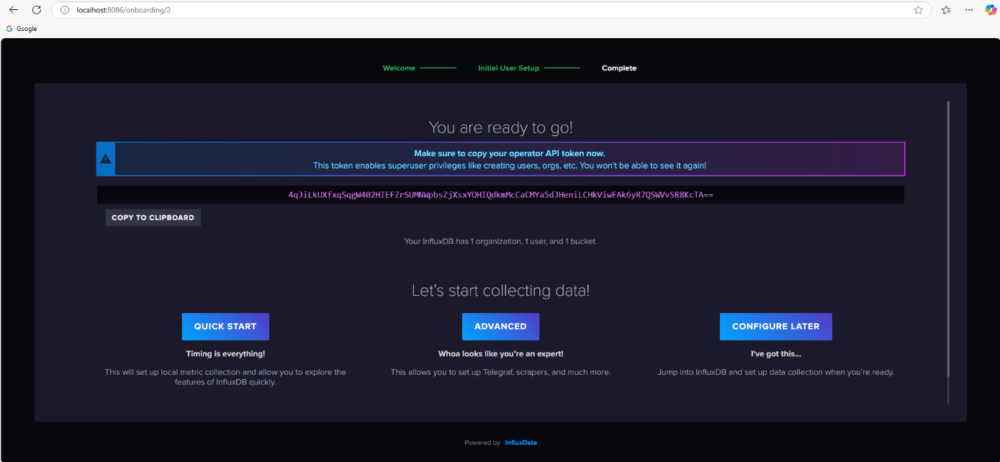 localhost:8086/onboarding/2
Google
Welcome Initial User Setup Complete
You are ready to go!
Make sure to copy your operator API token now.
This token enables superuser privileges like creating users, orgs, etc. You won't be able to see it again!
4qJiLkUXfxqSqgW402HIEFZrSUMNWpbsZjXsxYOHIQdkmMcCaCMYa5dJHeniLCHkViwFAk6yR7QSWVvSR8KcTA==
COPY TO CLIPBOARD
Your InfluxDB has 1 organization, 1 user, and 1 bucket.
Let's start collecting data!
QUICK START
Timing is everything!
This will set up local metric collection and allow you to explore the
features of InfluxDB quickly.
ADVANCED
Whoa looks like you're an expert!
This allows you to set up Telegraf, scrapers, and much more.
CONFIGURE LATER
I've got this...
Jump into InfluxDB and set up data collection when you're ready.
Powered by InfluxData